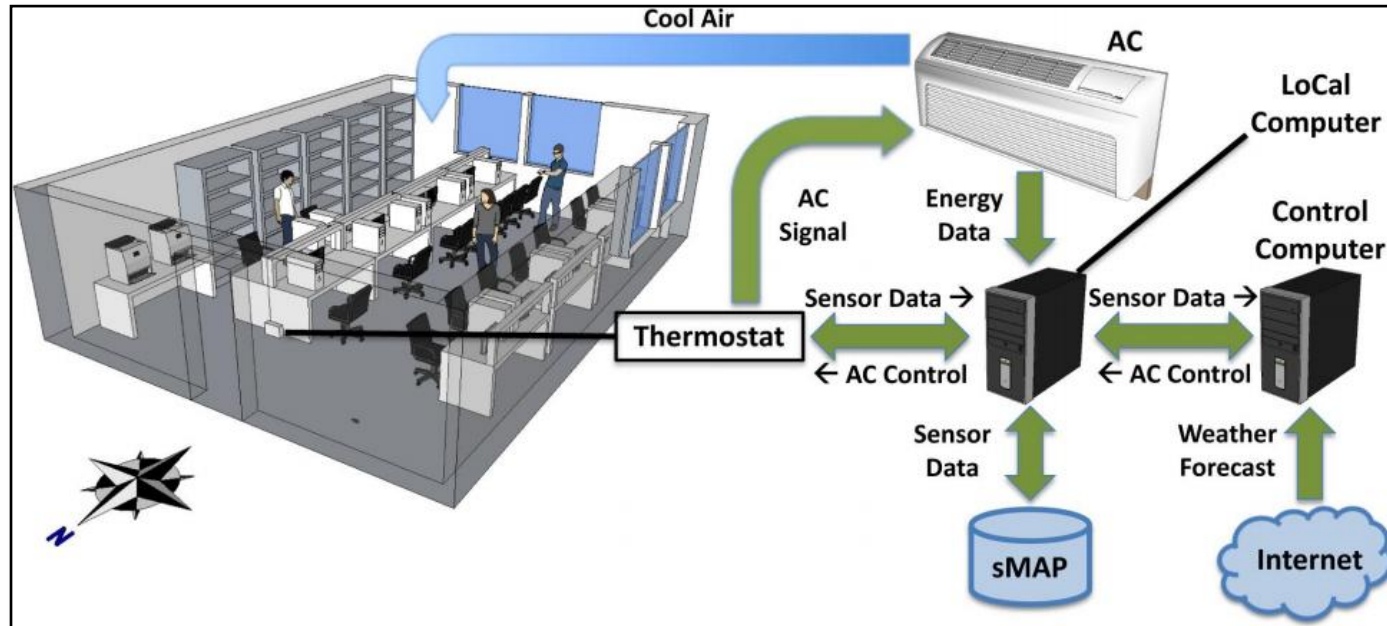 Cool Air
AC
LoCal
Computer
AC
Signal
Energy
Data
Control
Computer
Sensor Data →
Sensor Data →
Thermostat
← AC Control
← AC Control
Sensor
Data
Weather
Forecast
sMAP
Internet
N